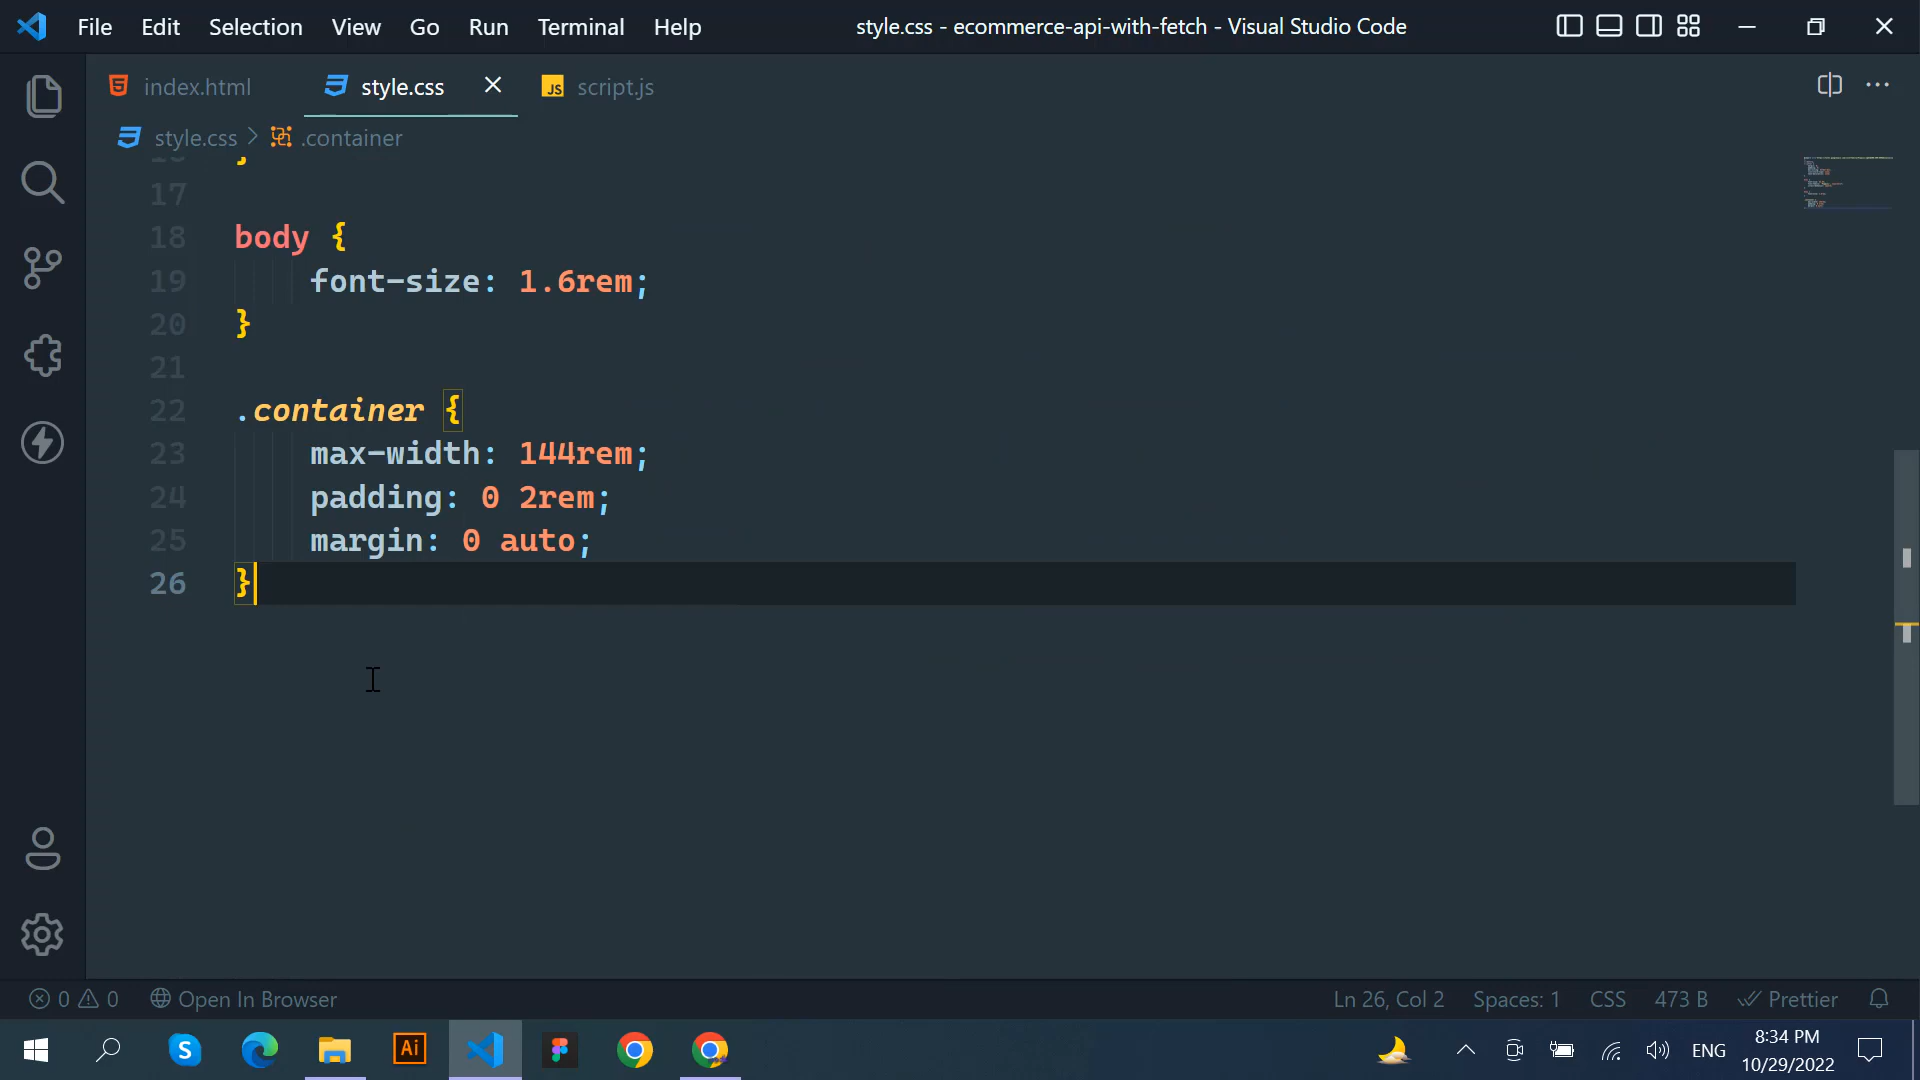 File Edit Selection View Go Run Terminal Help
style.css - ecommerce-api-with-fetch - Visual Studio Code
index.html
style.css
JS script.js
style.css > .container
17
18 body {
19 font-size: 1.6rem;
20 }
21
22 .container {
23 max-width: 144rem;
24 padding: 0 2rem;
25 margin: 0 auto;
26 }
0 0 Open In Browser
Ln 26, Col 2 Spaces: 1 CSS 473 B Prettier
S
Ai
ENG
8:34 PM
10/29/2022